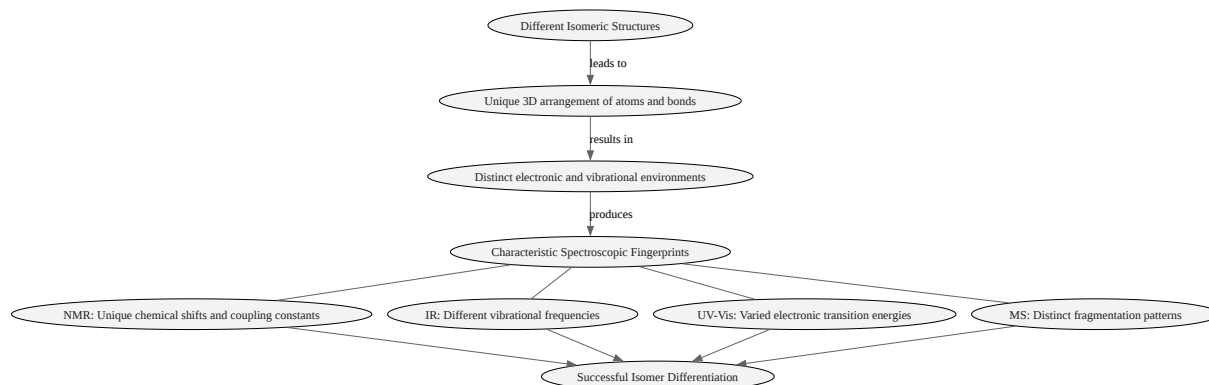 Different Isomeric Structures
leads to
Unique 3D arrangement of atoms and bonds
results in
Distinct electronic and vibrational environments
produces
Characteristic Spectroscopic Fingerprints
NMR: Unique chemical shifts and coupling constants
IR: Different vibrational frequencies
UV-Vis: Varied electronic transition energies
MS: Distinct fragmentation patterns
Successful Isomer Differentiation